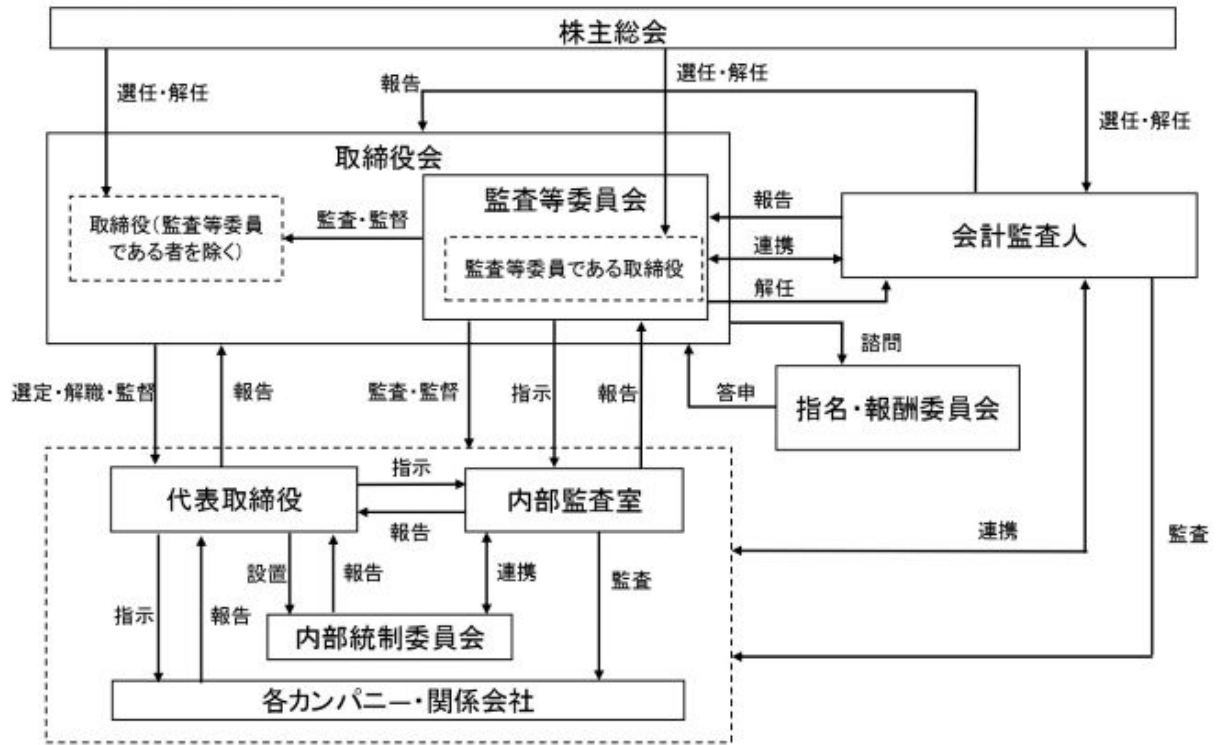 株主総会
選任・解任
選任・解任
報告
選任・解任
取締役会
監査等委員会
取締役(監査等委員
である者を除く)
監査・監督
監査等委員である取締役
報告
連携
解任
会計監査人
諮問
選定・解職・監督
報告
監査・監督
指示
報告
答申
指名・報酬委員会
代表取締役
指示
報告
内部監査室
連携
監査
設置
報告
連携
監査
指示
報告
内部統制委員会
各カンパニー・関係会社